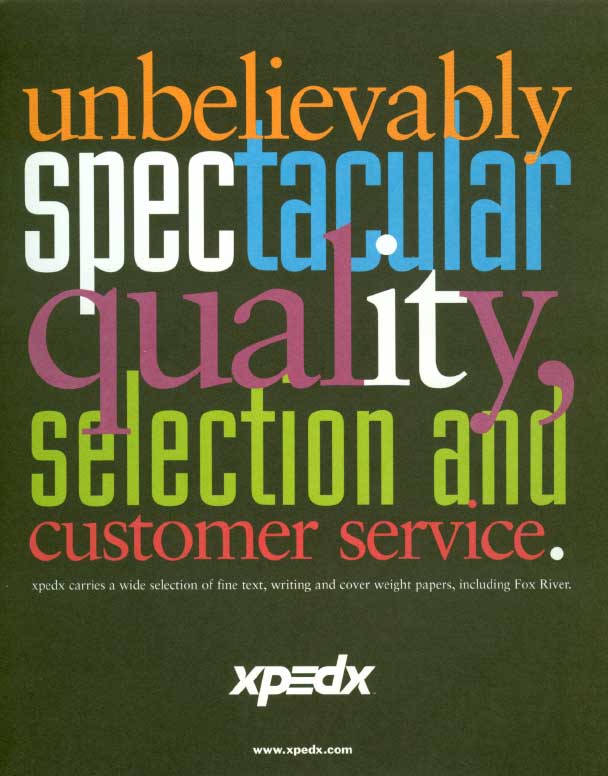 unbelievably
spectacular
quality,
selection and
customer service.
xpedx carries a wide selection of fine text, writing and cover weight papers, including Fox River.
xpedx
www.xpedx.com